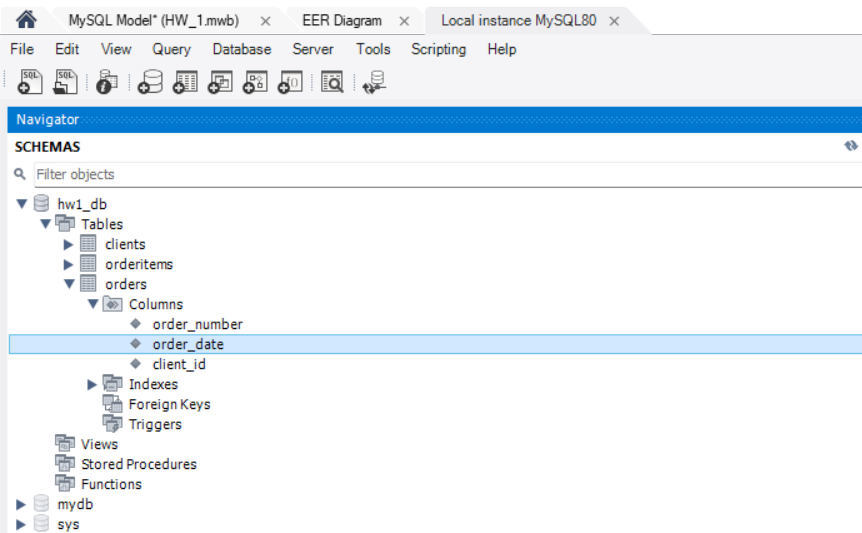 MySQL Model* (HW_1.mwb) × EER Diagram × Local instance MySQL80 ×
File Edit View Query Database Server Tools Scripting Help
SQL SQL
Navigator
SCHEMAS
Filter objects
hw1_db
Tables
clients
orderitems
orders
Columns
order_number
order_date
client_id
Indexes
Foreign Keys
Triggers
Views
Stored Procedures
Functions
mydb
sys